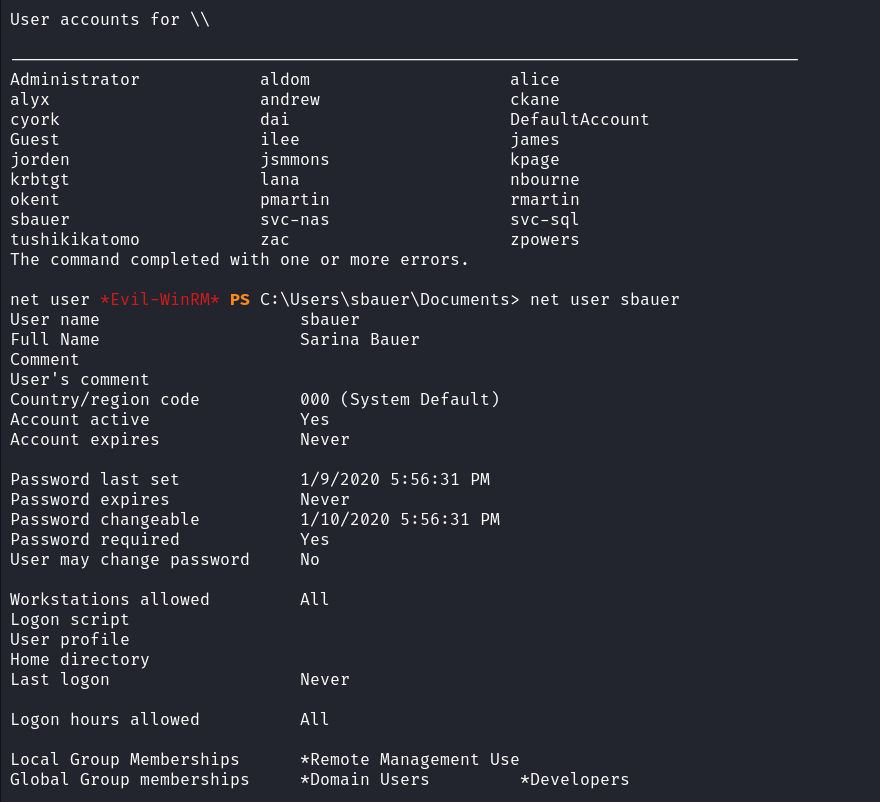 User accounts for \\
-------------------------------------------------------------------------------
Administrator            aldom                    alice
alyx                     andrew                   ckane
cyork                    dai                      DefaultAccount
Guest                    ilee                     james
jorden                   jsmmons                  kpage
krbtgt                   lana                     nbourne
okent                    pmartin                  rmartin
sbauer                   svc-nas                  svc-sql
tushikikatomo            zac                      zpowers
The command completed with one or more errors.
net user *Evil-WinRM* PS C:\Users\sbauer\Documents> net user sbauer
User name                    sbauer
Full Name                    Sarina Bauer
Comment
User's comment
Country/region code          000 (System Default)
Account active               Yes
Account expires              Never
Password last set            1/9/2020 5:56:31 PM
Password expires             Never
Password changeable          1/10/2020 5:56:31 PM
Password required            Yes
User may change password     No
Workstations allowed         All
Logon script
User profile
Home directory
Last logon                   Never
Logon hours allowed          All
Local Group Memberships      *Remote Management Use
Global Group memberships     *Domain Users         *Developers